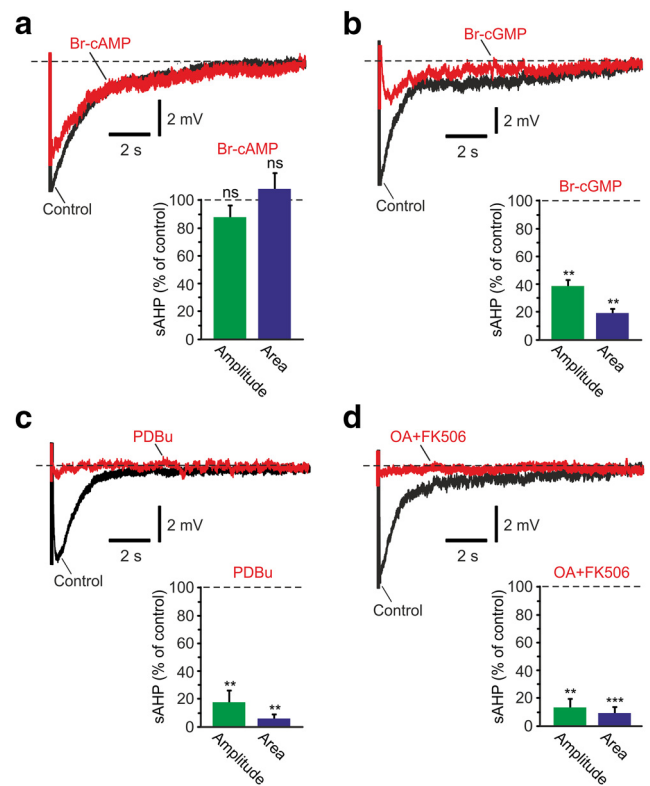 a
Br-cAMP
2 mV
2 s
Control
Br-cAMP
ns
ns
sAHP (% of control)
100
80
60
40
20
0
Amplitude
Area
b
Br-cGMP
2 mV
2 s
Control
Br-cGMP
sAHP (% of control)
100
80
60
40
20
0
**
**
Amplitude
Area
c
PDBu
2 mV
2 s
Control
PDBu
sAHP (% of control)
100
80
60
40
20
0
**
**
Amplitude
Area
d
OA+FK506
2 mV
2 s
Control
OA+FK506
sAHP (% of control)
100
80
60
40
20
0
**
***
Amplitude
Area